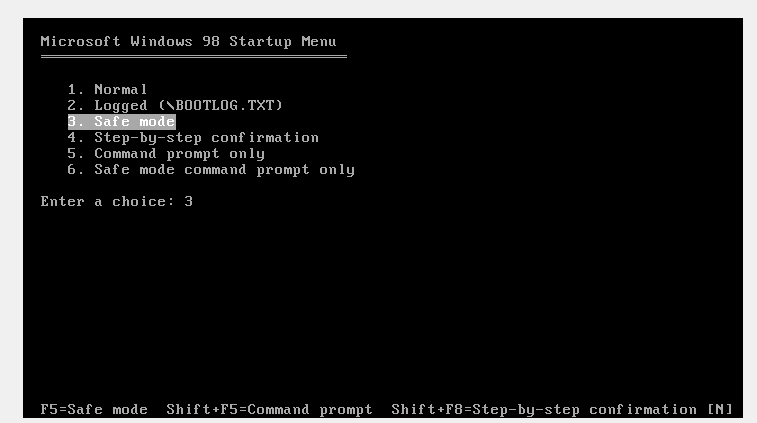 Microsoft Windows 98 Startup Menu
1. Normal
2. Logged (\BOOTLOG.TXT)
3. Safe mode
4. Step-by-step confirmation
5. Command prompt only
6. Safe mode command prompt only
Enter a choice: 3
F5=Safe mode  Shift+F5=Command prompt  Shift+F8=Step-by-step confirmation [N]